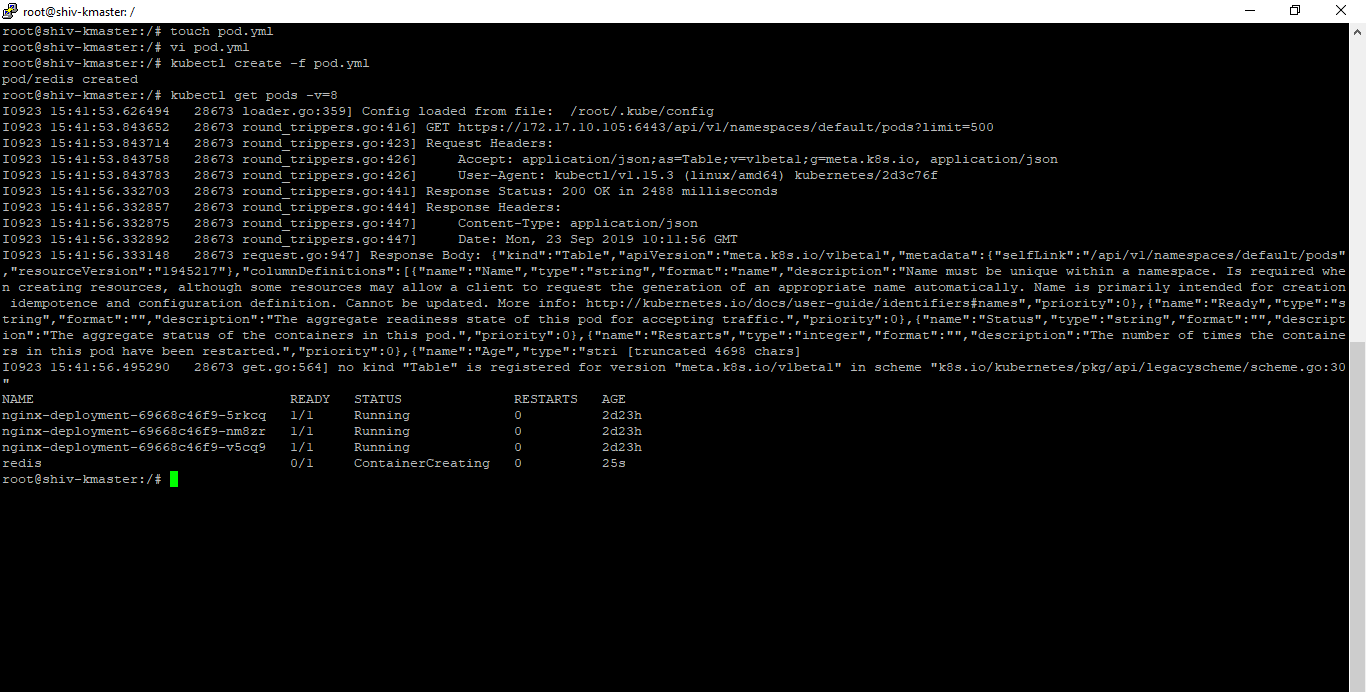 root@shiv-kmaster: /
root@shiv-kmaster:/# touch pod.yml
root@shiv-kmaster:/# vi pod.yml
root@shiv-kmaster:/# kubectl create -f pod.yml
pod/redis created
root@shiv-kmaster:/# kubectl get pods -v=8
I0923 15:41:53.626494   28673 loader.go:359] Config loaded from file:  /root/.kube/config
I0923 15:41:53.843652   28673 round_trippers.go:416] GET https://172.17.10.105:6443/api/v1/namespaces/default/pods?limit=500
I0923 15:41:53.843714   28673 round_trippers.go:423] Request Headers:
I0923 15:41:53.843758   28673 round_trippers.go:426]     Accept: application/json;as=Table;v=v1beta1;g=meta.k8s.io, application/json
I0923 15:41:53.843783   28673 round_trippers.go:426]     User-Agent: kubectl/v1.15.3 (linux/amd64) kubernetes/2d3c76f
I0923 15:41:56.332703   28673 round_trippers.go:441] Response Status: 200 OK in 2488 milliseconds
I0923 15:41:56.332857   28673 round_trippers.go:444] Response Headers:
I0923 15:41:56.332875   28673 round_trippers.go:447]     Content-Type: application/json
I0923 15:41:56.332892   28673 round_trippers.go:447]     Date: Mon, 23 Sep 2019 10:11:56 GMT
I0923 15:41:56.333148   28673 request.go:947] Response Body: {"kind":"Table","apiVersion":"meta.k8s.io/v1beta1","metadata":{"selfLink":"/api/v1/namespaces/default/pods"
,"resourceVersion":"1945217"},"columnDefinitions":[{"name":"Name","type":"string","format":"name","description":"Name must be unique within a namespace. Is required whe
n creating resources, although some resources may allow a client to request the generation of an appropriate name automatically. Name is primarily intended for creation
 idempotence and configuration definition. Cannot be updated. More info: http://kubernetes.io/docs/user-guide/identifiers#names","priority":0},{"name":"Ready","type":"s
tring","format":"","description":"The aggregate readiness state of this pod for accepting traffic.","priority":0},{"name":"Status","type":"string","format":"","descript
ion":"The aggregate status of the containers in this pod.","priority":0},{"name":"Restarts","type":"integer","format":"","description":"The number of times the containe
rs in this pod have been restarted.","priority":0},{"name":"Age","type":"stri [truncated 4698 chars]
I0923 15:41:56.495290   28673 get.go:564] no kind "Table" is registered for version "meta.k8s.io/v1beta1" in scheme "k8s.io/kubernetes/pkg/api/legacyscheme/scheme.go:30
"
NAME                                READY   STATUS              RESTARTS   AGE
nginx-deployment-69668c46f9-5rkcq   1/1     Running             0          2d23h
nginx-deployment-69668c46f9-nm8zr   1/1     Running             0          2d23h
nginx-deployment-69668c46f9-v5cq9   1/1     Running             0          2d23h
redis                               0/1     ContainerCreating   0          25s
root@shiv-kmaster:/#